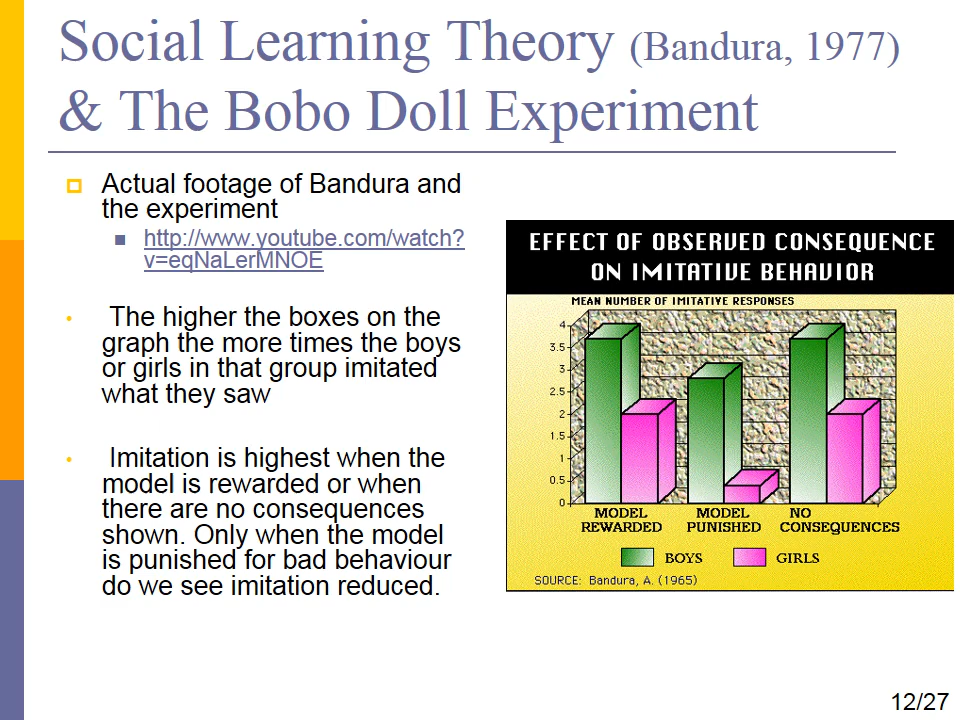 Social Learning Theory (Bandura, 1977)
& The Bobo Doll Experiment
Actual footage of Bandura and
the experiment
http://www.youtube.com/watch?
v=eqNaLerMNOE
• The higher the boxes on the
graph the more times the boys
or girls in that group imitated
what they saw
• Imitation is highest when the
model is rewarded or when
there are no consequences
shown. Only when the model
is punished for bad behaviour
do we see imitation reduced.
EFFECT OF OBSERVED CONSEQUENCE
ON IMITATIVE BEHAVIOR
MEAN NUMBER OF IMITATIVE RESPONSES
4
3.5
3
2.5
2
1.5
1
0.5
0
MODEL REWARDED
MODEL PUNISHED
NO CONSEQUENCES
BOYS
GIRLS
SOURCE: Bandura, A. (1965)
12/27